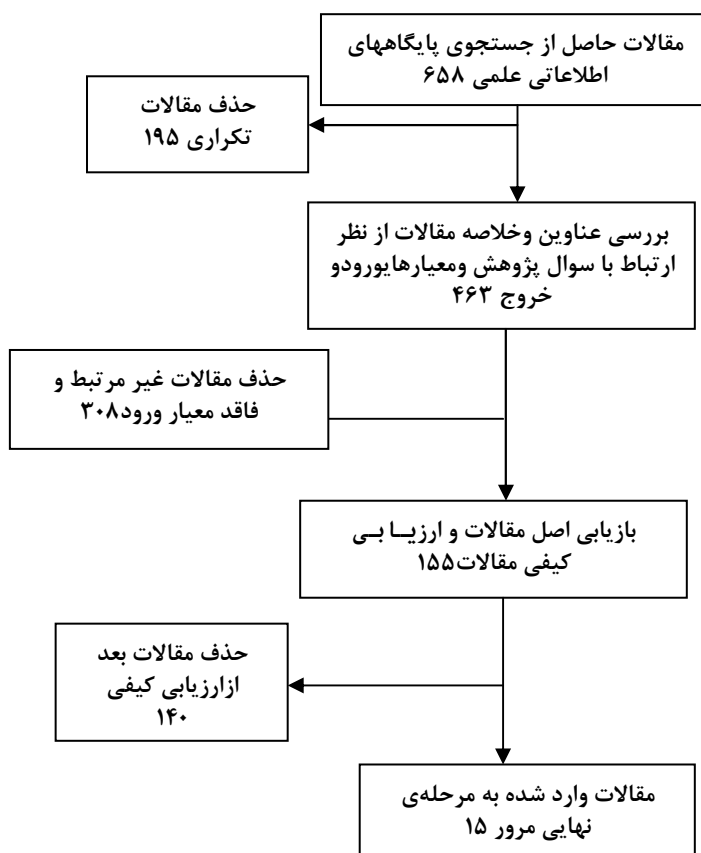 مقالات حاصل از جستجوی پایگاههای
اطلاعاتی علمی ۶۵۸
حذف مقالات
تکراری ۱۹۵
بررسی عناوین وخلاصه مقالات از نظر
ارتباط با سوال پژوهش ومعیارهایورودو
خروج ۴۶۳
حذف مقالات غیر مرتبط و
فاقد معیار ورود۳۰۸
بازیابی اصل مقالات و ارزیــا بــی
کیفی مقالات۱۵۵
حذف مقالات بعد
ازارزیابی کیفی
۱۴۰
مقالات وارد شده به مرحله‌ی
نهایی مرور ۱۵